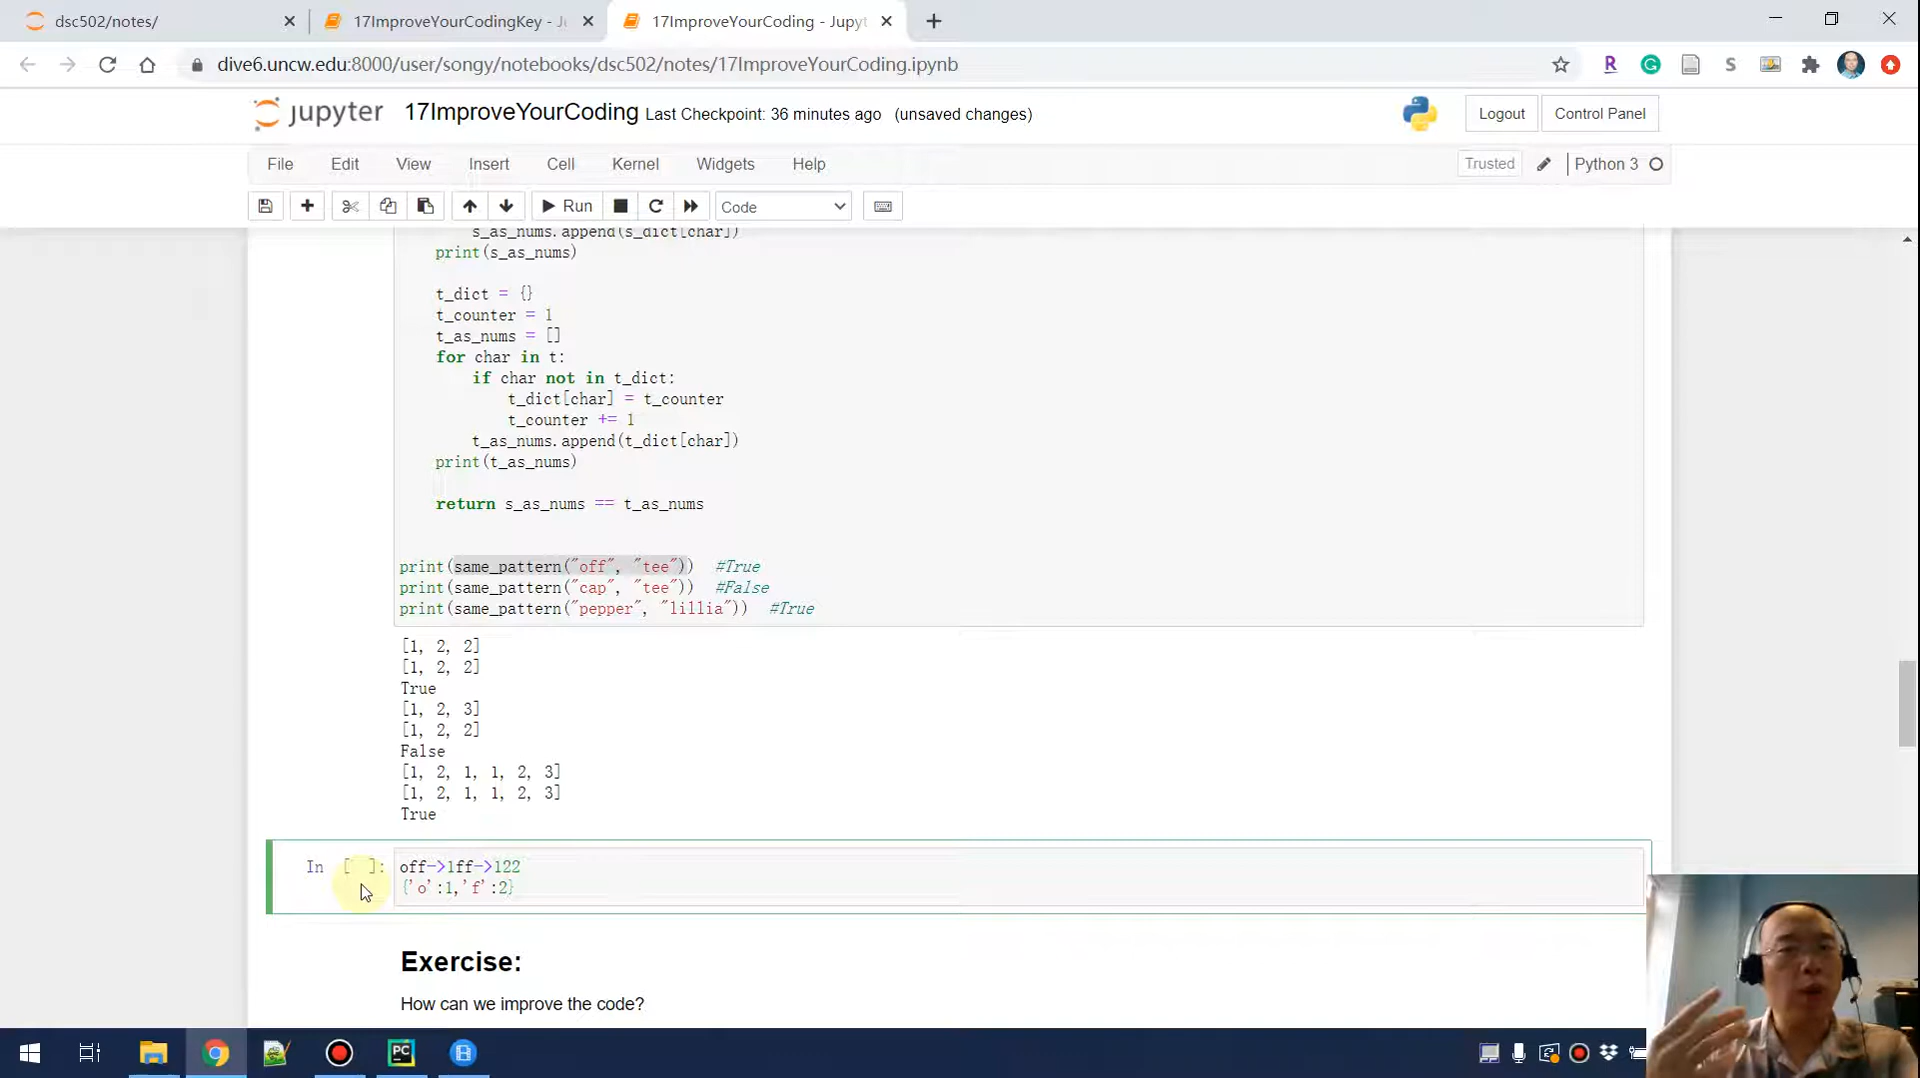 dsc502/notes/
17ImproveYourCodingKey - J
17ImproveYourCoding - Jupyt
dive6.uncw.edu:8000/user/songy/notebooks/dsc502/notes/17ImproveYourCoding.ipynb
jupyter 17ImproveYourCoding Last Checkpoint: 36 minutes ago (unsaved changes)
Logout
Control Panel
File Edit View Insert Cell Kernel Widgets Help
Trusted
Python 3
Run
Code
s_as_nums.append(s_dict[char])
print(s_as_nums)
t_dict = {}
t_counter = 1
t_as_nums = []
for char in t:
if char not in t_dict:
t_dict[char] = t_counter
t_counter += 1
t_as_nums.append(t_dict[char])
print(t_as_nums)
return s_as_nums == t_as_nums
print(same_pattern("off", "tee")) #True
print(same_pattern("cap", "tee")) #False
print(same_pattern("pepper", "lillia")) #True
[1, 2, 2]
[1, 2, 2]
True
[1, 2, 3]
[1, 2, 2]
False
[1, 2, 1, 1, 2, 3]
[1, 2, 1, 1, 2, 3]
True
In [ ]: off->1ff->122
{'o':1,'f':2}
Exercise:
How can we improve the code?